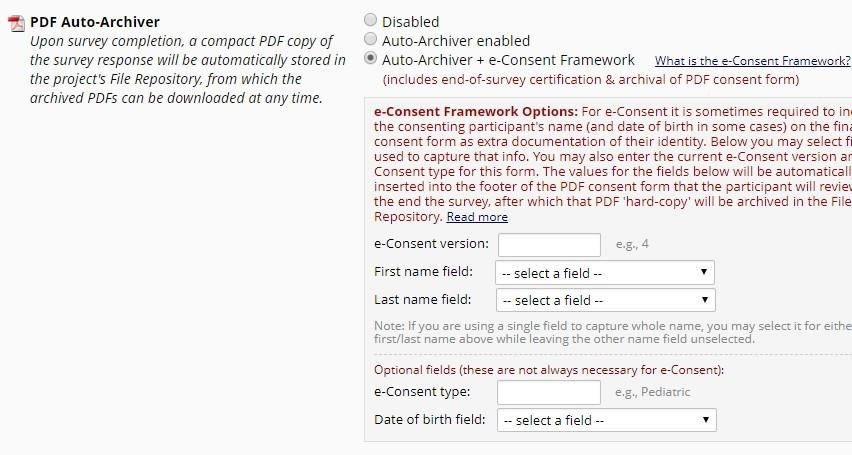 PDF Auto-Archiver
Upon survey completion, a compact PDF copy of
the survey response will be automatically stored in
the project's File Repository, from which the
archived PDFs can be downloaded at any time.
Disabled
Auto-Archiver enabled
Auto-Archiver + e-Consent Framework What is the e-Consent Framework?
(includes end-of-survey certification & archival of PDF consent form)
e-Consent Framework Options: For e-Consent it is sometimes required to in
the consenting participant's name (and date of birth in some cases) on the fina
consent form as extra documentation of their identity. Below you may select fi
used to capture that info. You may also enter the current e-Consent version an
Consent type for this form. The values for the fields below will be automaticall
inserted into the footer of the PDF consent form that the participant will review
the end the survey, after which that PDF 'hard-copy' will be archived in the File
Repository. Read more
e-Consent version: e.g., 4
First name field: -- select a field --
Last name field: -- select a field --
Note: If you are using a single field to capture whole name, you may select it for eithe
first/last name above while leaving the other name field unselected.
Optional fields (these are not always necessary for e-Consent):
e-Consent type: e.g., Pediatric
Date of birth field: -- select a field --